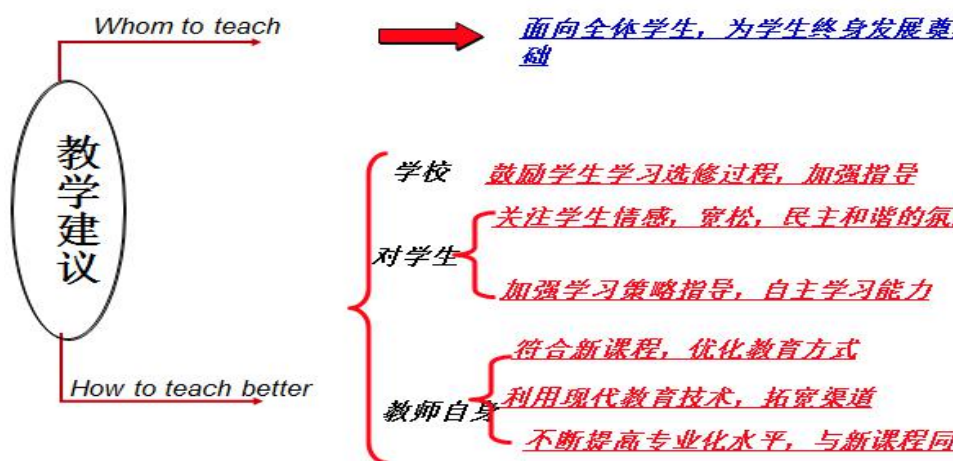 Whom to teach
面向全体学生，为学生终身发展奠
础
教学建议
学校
鼓励学生学习选修过程，加强指导
关注学生情感，宽松，民主和谐的氛
对学生
加强学习策略指导，自主学习能力
符合新课程，优化教育方式
How to teach better
利用现代教育技术，拓宽渠道
教师自身
不断提高专业化水平，与新课程同